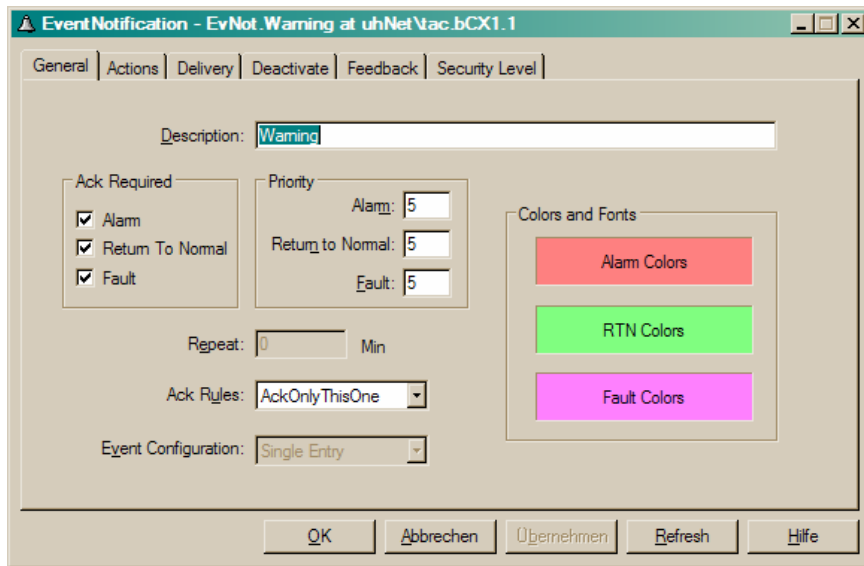 EventNotification - EvNot.Warning at uhNet\tac.bCX1.1
General Actions Delivery Deactivate Feedback Security Level
Description: Warning
Ack Required
Alarm
Return To Normal
Fault
Priority
Alarm: 5
Return to Normal: 5
Fault: 5
Colors and Fonts
Alarm Colors
RTN Colors
Fault Colors
Repeat: 0 Min
Ack Rules: AckOnlyThisOne
Event Configuration: Single Entry
OK Abbrechen Übernehmen Refresh Hilfe